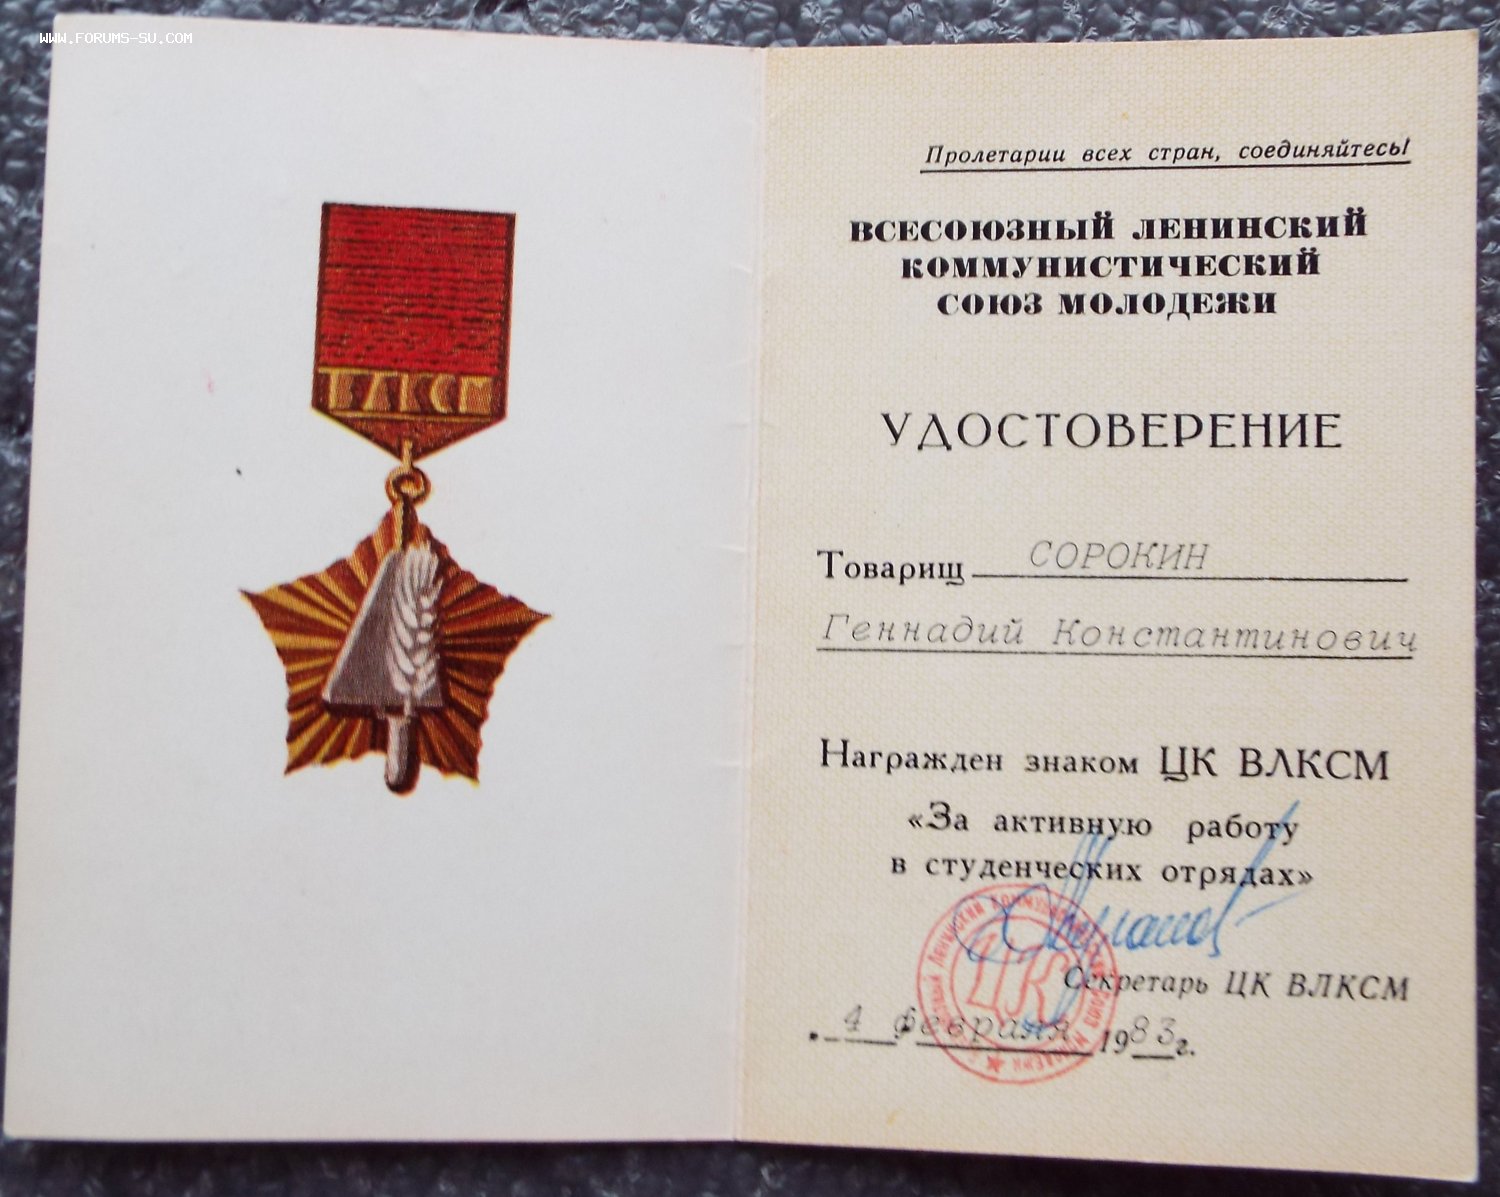 WWW.FORUMS-SU.COM
ВЛКСМ
Пролетарии всех стран, соединяйтесь!
ВСЕСОЮЗНЫЙ ЛЕНИНСКИЙ
КОММУНИСТИЧЕСКИЙ
СОЮЗ МОЛОДЕЖИ
УДОСТОВЕРЕНИЕ
Товарищ СОРОКИН
Геннадий Константинович
Награжден знаком ЦК ВЛКСМ
«За активную работу
в студенческих отрядах»
Секретарь ЦК ВЛКСМ
4 февраля 1983 г.
ЦК